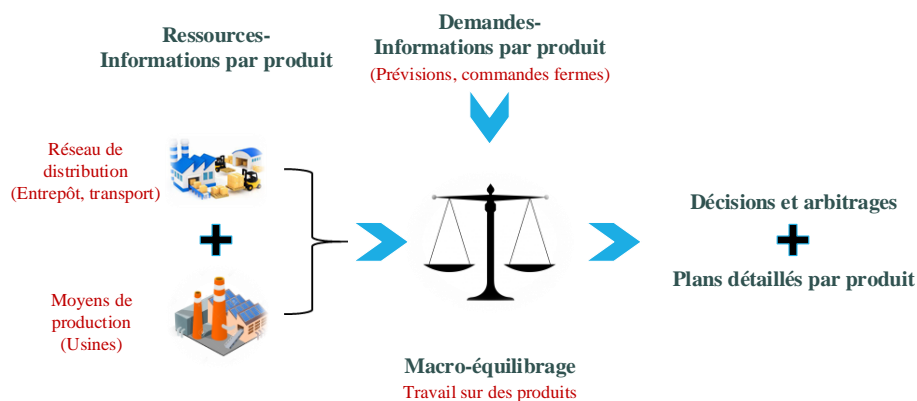 Ressources-
Informations par produit
Demandes-
Informations par produit
(Prévisions, commandes fermes)
Réseau de
distribution
(Entrepôt, transport)
Moyens de
production
(Usines)
Macro-équilibrage
Travail sur des produits
Décisions et arbitrages
Plans détaillés par produit